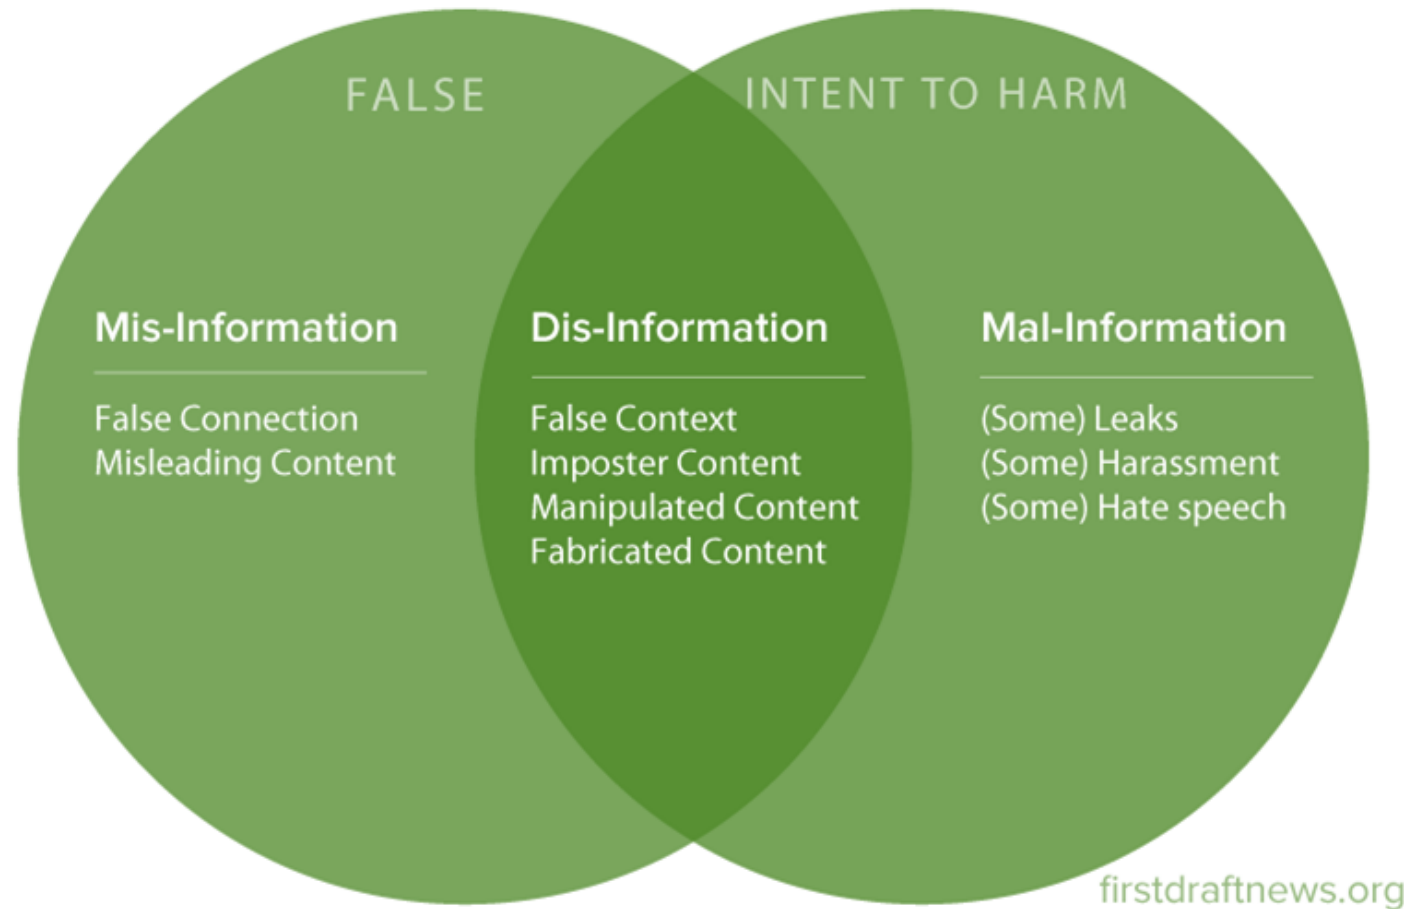 FALSE
INTENT TO HARM
Mis-Information
False Connection
Misleading Content
Dis-Information
False Context
Imposter Content
Manipulated Content
Fabricated Content
Mal-Information
(Some) Leaks
(Some) Harassment
(Some) Hate speech
firstdraftnews.org